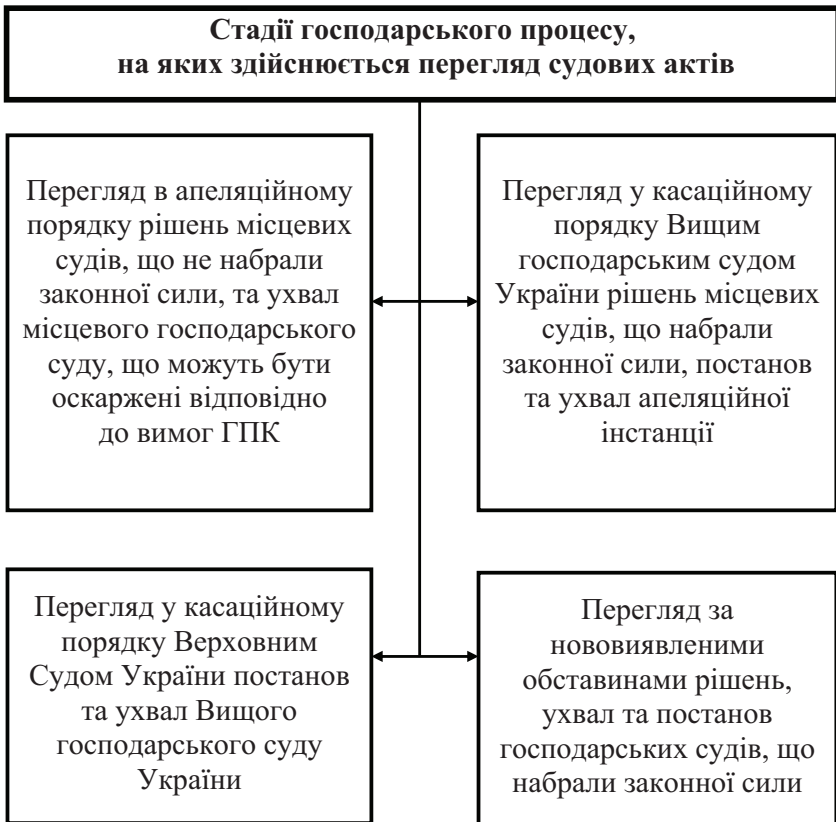 Стадії господарського процесу,
на яких здійснюється перегляд судових актів
Перегляд в апеляційному
порядку рішень місцевих
судів, що не набрали
законної сили, та ухвал
місцевого господарського
суду, що можуть бути
оскаржені відповідно
до вимог ГПК
Перегляд у касаційному
порядку Вищим
господарським судом
України рішень місцевих
судів, що набрали
законної сили, постанов
та ухвал апеляційної
інстанції
Перегляд у касаційному
порядку Верховним
Судом України постанов
та ухвал Вищого
господарського суду
України
Перегляд за
нововиявленими
обставинами рішень,
ухвал та постанов
господарських судів, що
набрали законної сили